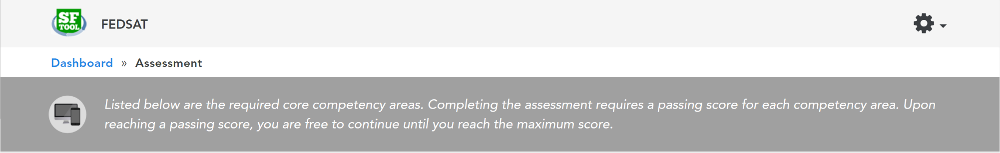 SF
TOOL
FEDSAT
Dashboard » Assessment
Listed below are the required core competency areas. Completing the assessment requires a passing score for each competency area. Upon
reaching a passing score, you are free to continue until you reach the maximum score.